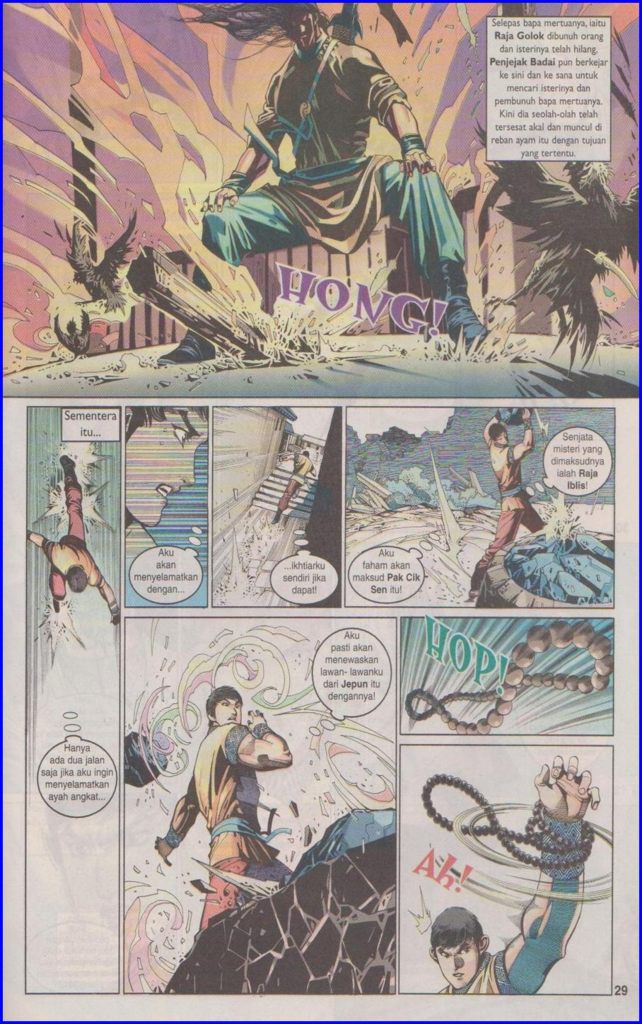 Selepas bapa mertuanya, iaitu
Raja Golok dibunuh orang
dan isterinya telah hilang,
Penjejak Badai pun berkejar
ke sini dan ke sana untuk
mencari isterinya dan
pembunuh bapa mertuanya.
Kini dia seolah-olah telah
tersesat akal dan muncul di
reban ayam itu dengan tujuan
yang tertentu.
HONG!
Sementera
itu...
Hanya
ada dua jalan
saja jika aku ingin
menyelamatkan
ayah angkat...
Aku
akan
menyelamatkan
dengan...
...ikhtiarku
sendiri jika
dapat!
Aku
faham akan
maksud Pak Cik
Sen itu!
Senjata
misteri yang
dimaksudnya
ialah Raja
Iblis!
Aku
pasti akan
menewaskan
lawan- lawanku
dari Jepun itu
dengannya!
HOP!
Ah!
29